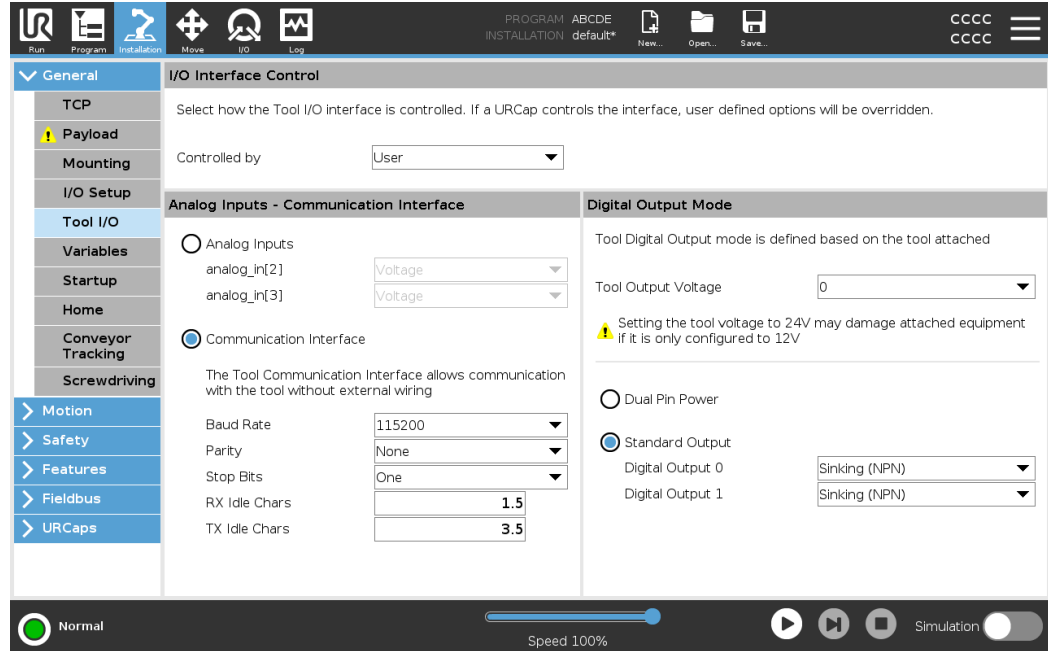 UR
PROGRAM ABCDE
INSTALLATION default*
CCCC
CCCC
Run Program Installation Move I/O Log New... Open... Save...
General
TCP
Payload
Mounting
I/O Setup
Tool I/O
Variables
Startup
Home
Conveyor
Tracking
Screwdriving
Motion
Safety
Features
Fieldbus
URCaps
I/O Interface Control
Select how the Tool I/O interface is controlled. If a URCap controls the interface, user defined options will be overridden.
Controlled by User
Analog Inputs - Communication Interface
Analog Inputs
analog_in[2] Voltage
analog_in[3] Voltage
Communication Interface
The Tool Communication Interface allows communication
with the tool without external wiring
Baud Rate 115200
Parity None
Stop Bits One
RX Idle Chars 1.5
TX Idle Chars 3.5
Digital Output Mode
Tool Digital Output mode is defined based on the tool attached
Tool Output Voltage 0
Setting the tool voltage to 24V may damage attached equipment
if it is only configured to 12V
Dual Pin Power
Standard Output
Digital Output 0 Sinking (NPN)
Digital Output 1 Sinking (NPN)
Normal
Speed 100%
Simulation